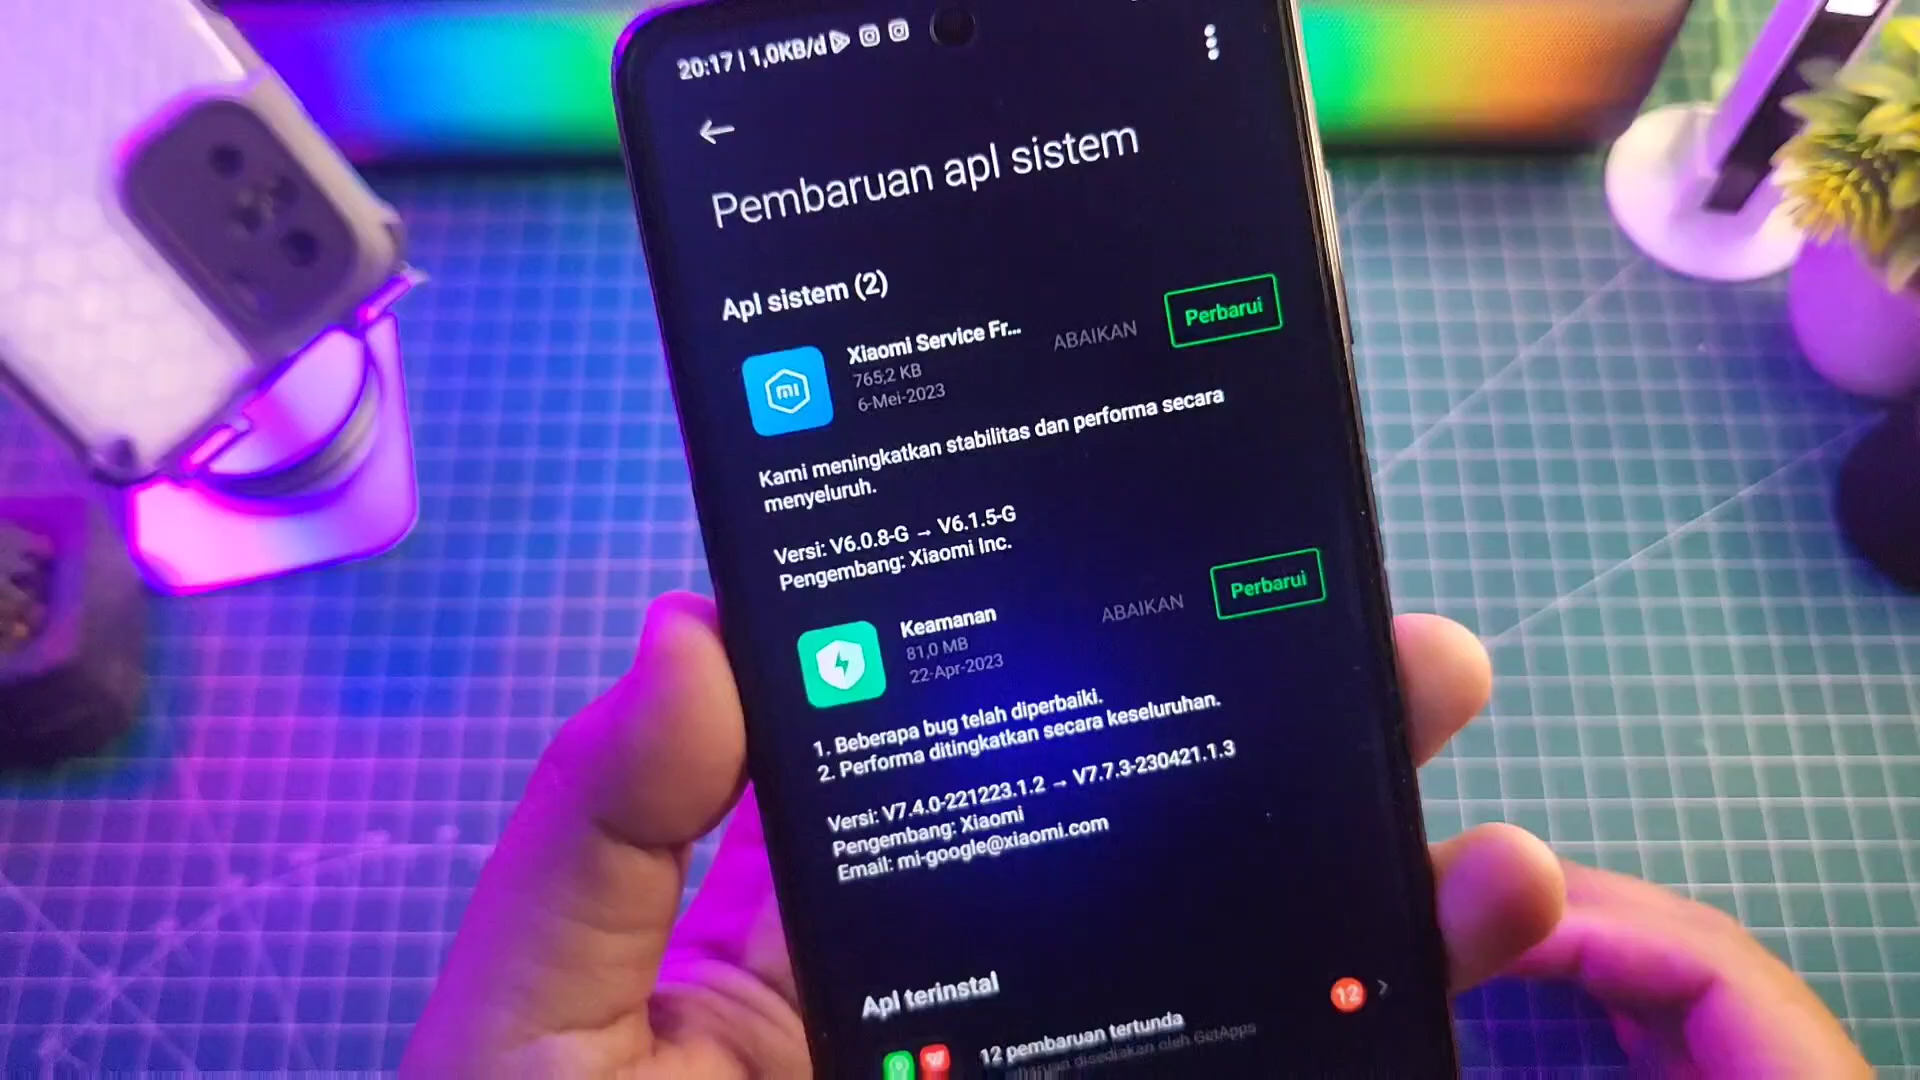 20:17 | 1,0KB/d
Pembaruan apl sistem
Apl sistem (2)
Xiaomi Service Fr...
765,2 KB
6-Mei-2023
ABAIKAN
Perbarui
mi
Kami meningkatkan stabilitas dan performa secara
menyeluruh.
Versi: V6.0.8-G → V6.1.5-G
Pengembang: Xiaomi Inc.
Keamanan
81,0 MB
22-Apr-2023
ABAIKAN
Perbarui
1. Beberapa bug telah diperbaiki.
2. Performa ditingkatkan secara keseluruhan.
Versi: V7.4.0-221223.1.2 → V7.7.3-230421.1.3
Pengembang: Xiaomi
Email: mi-google@xiaomi.com
Apl terinstal
12
12 pembaruan tertunda
disediakan oleh GetApps